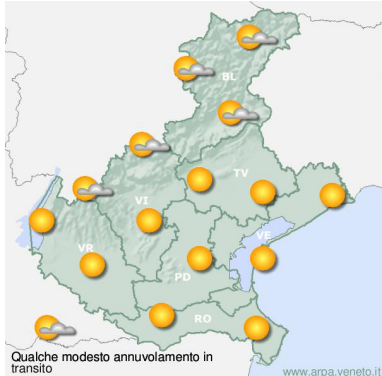 BL
TV
VI
VE
VR
PD
RO
Qualche modesto annuvolamento in
transito
www.arpa.veneto.it